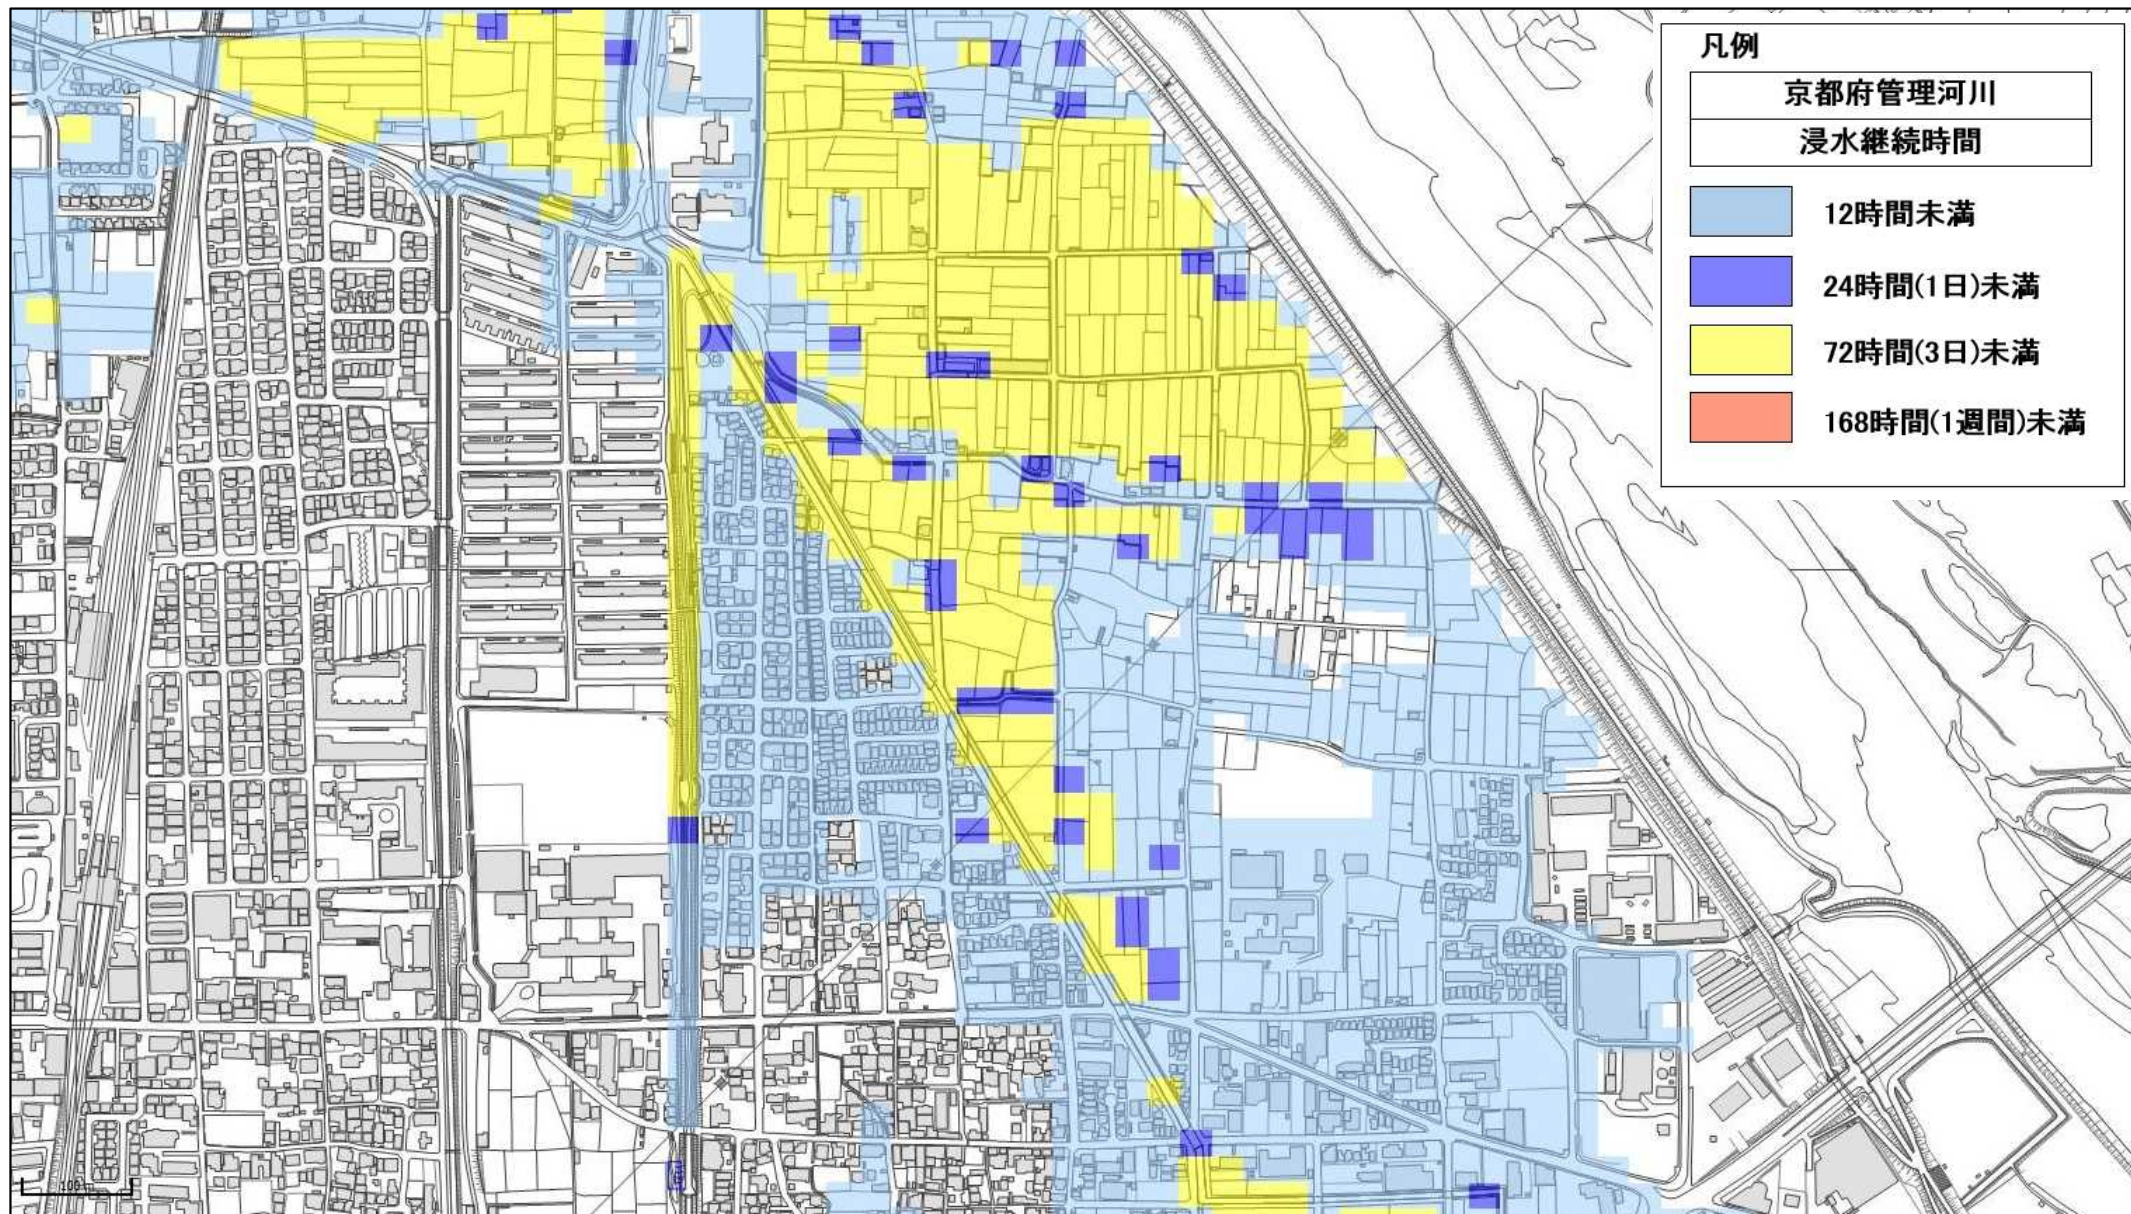 凡例
京都府管理河川
浸水継続時間
12時間未満
24時間(1日)未満
72時間(3日)未満
168時間(1週間)未満
100m